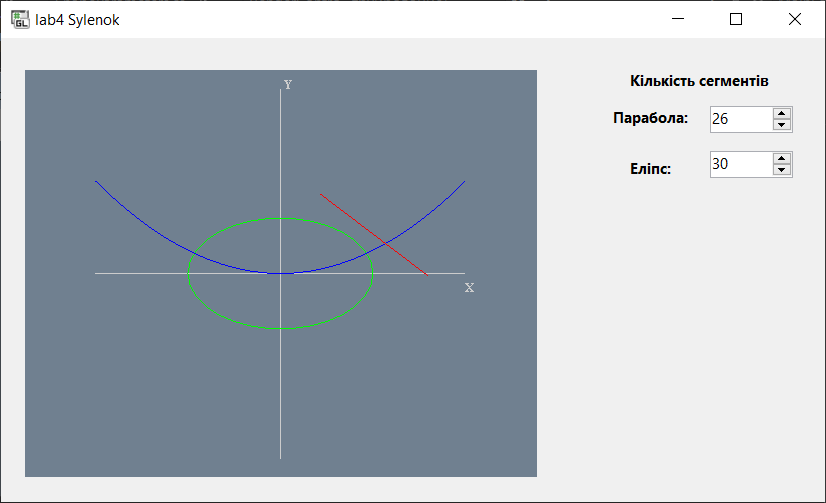 lab4 Sylenok
Y
X
Кількість сегментів
Парабола: 26
Еліпс: 30